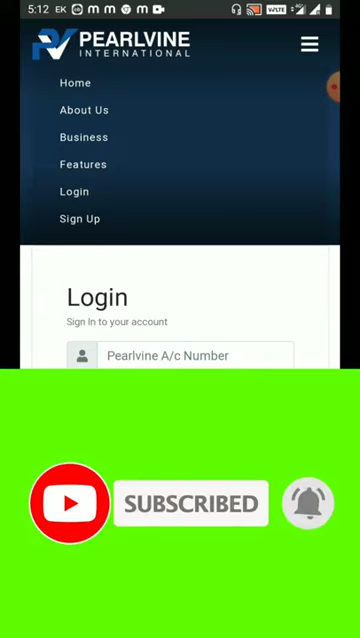 5:12 EK
PEARLVINE
INTERNATIONAL
Home
About Us
Business
Features
Login
Sign Up
Login
Sign In to your account
Pearlvine A/c Number
SUBSCRIBED